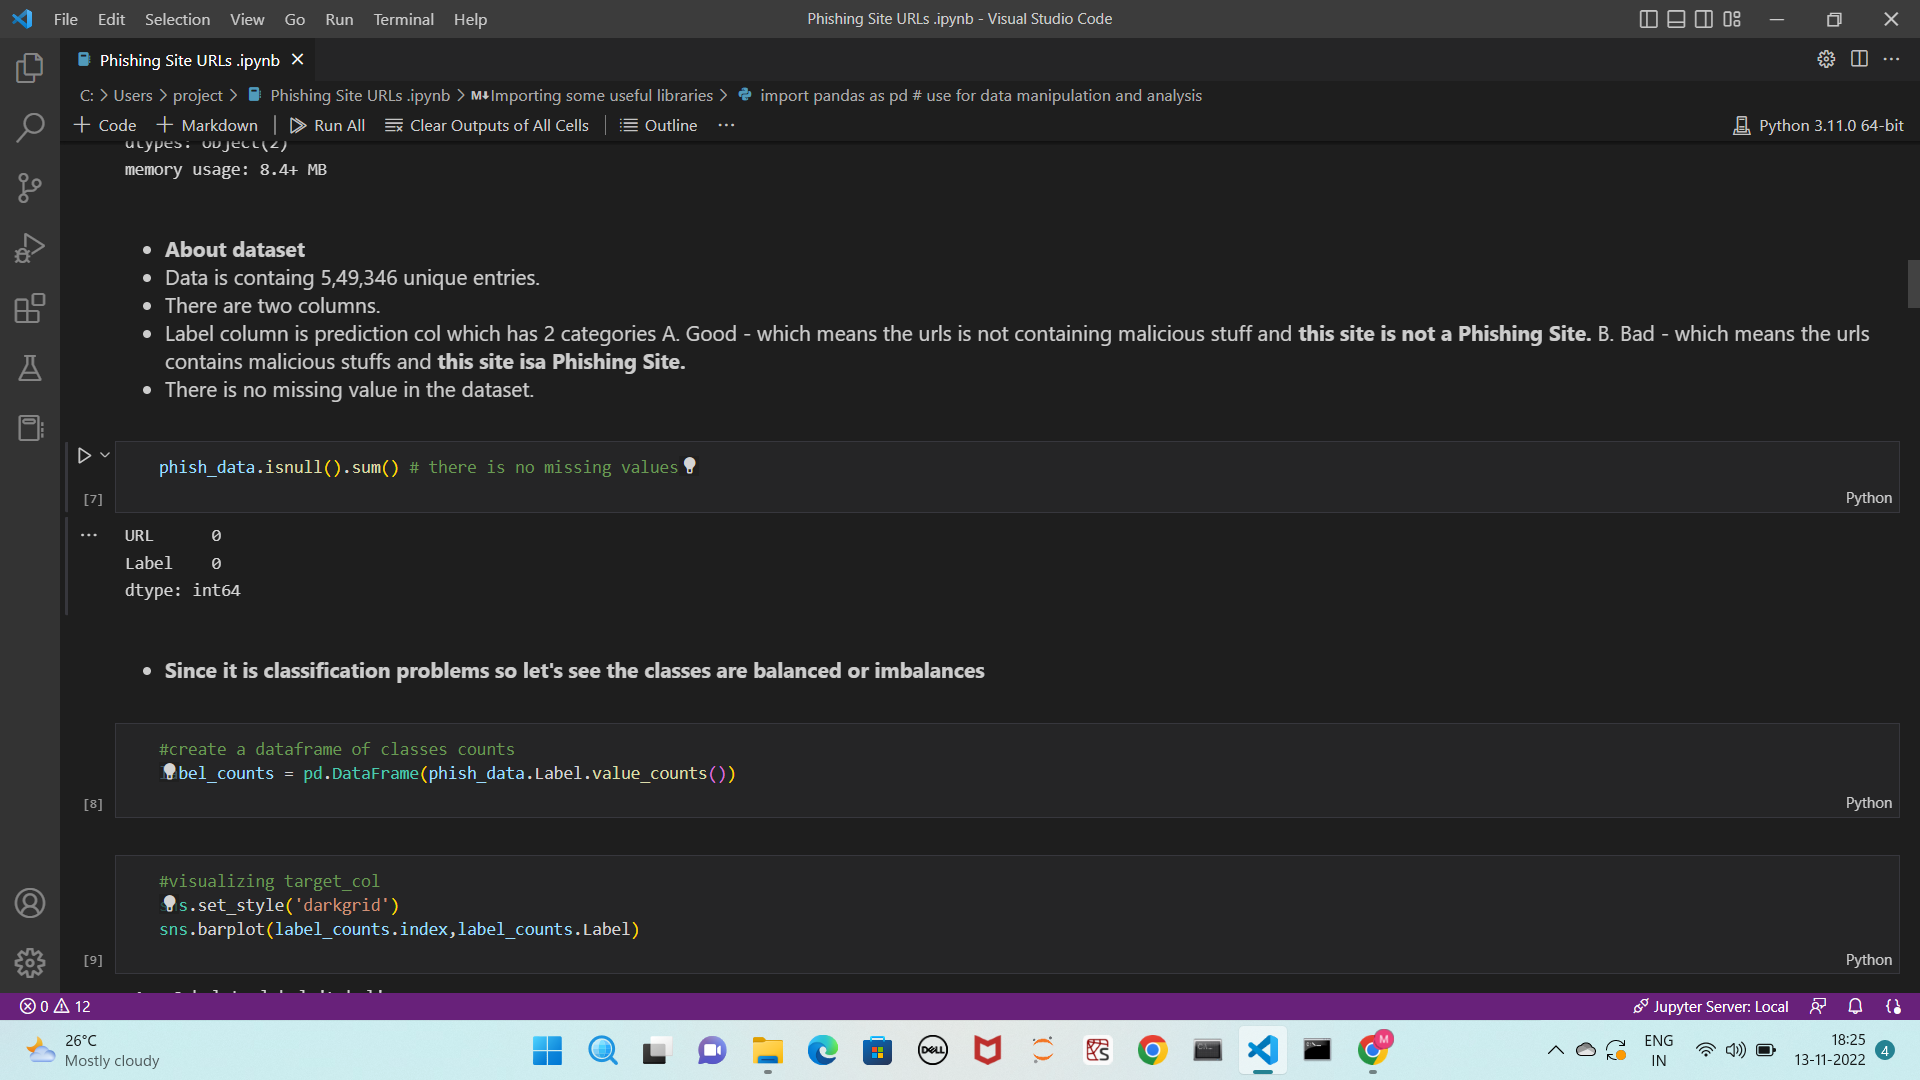 File Edit Selection View Go Run Terminal Help Phishing Site URLs .ipynb - Visual Studio Code
Phishing Site URLs .ipynb
C: > Users > project > Phishing Site URLs .ipynb > M↓Importing some useful libraries > import pandas as pd # use for data manipulation and analysis
+ Code + Markdown Run All Clear Outputs of All Cells Outline ... Python 3.11.0 64-bit
dtypes: object(2)
memory usage: 8.4+ MB
About dataset
Data is containg 5,49,346 unique entries.
There are two columns.
Label column is prediction col which has 2 categories A. Good - which means the urls is not containing malicious stuff and this site is not a Phishing Site. B. Bad - which means the urls
contains malicious stuffs and this site isa Phishing Site.
There is no missing value in the dataset.
phish_data.isnull().sum() # there is no missing values
[7] Python
... URL 0
Label 0
dtype: int64
Since it is classification problems so let's see the classes are balanced or imbalances
#create a dataframe of classes counts
label_counts = pd.DataFrame(phish_data.Label.value_counts())
[8] Python
#visualizing target_col
sns.set_style('darkgrid')
sns.barplot(label_counts.index,label_counts.Label)
[9] Python
0 12 Jupyter Server: Local
26°C
Mostly cloudy
DELL
M
ENG
IN
18:25
13-11-2022
4